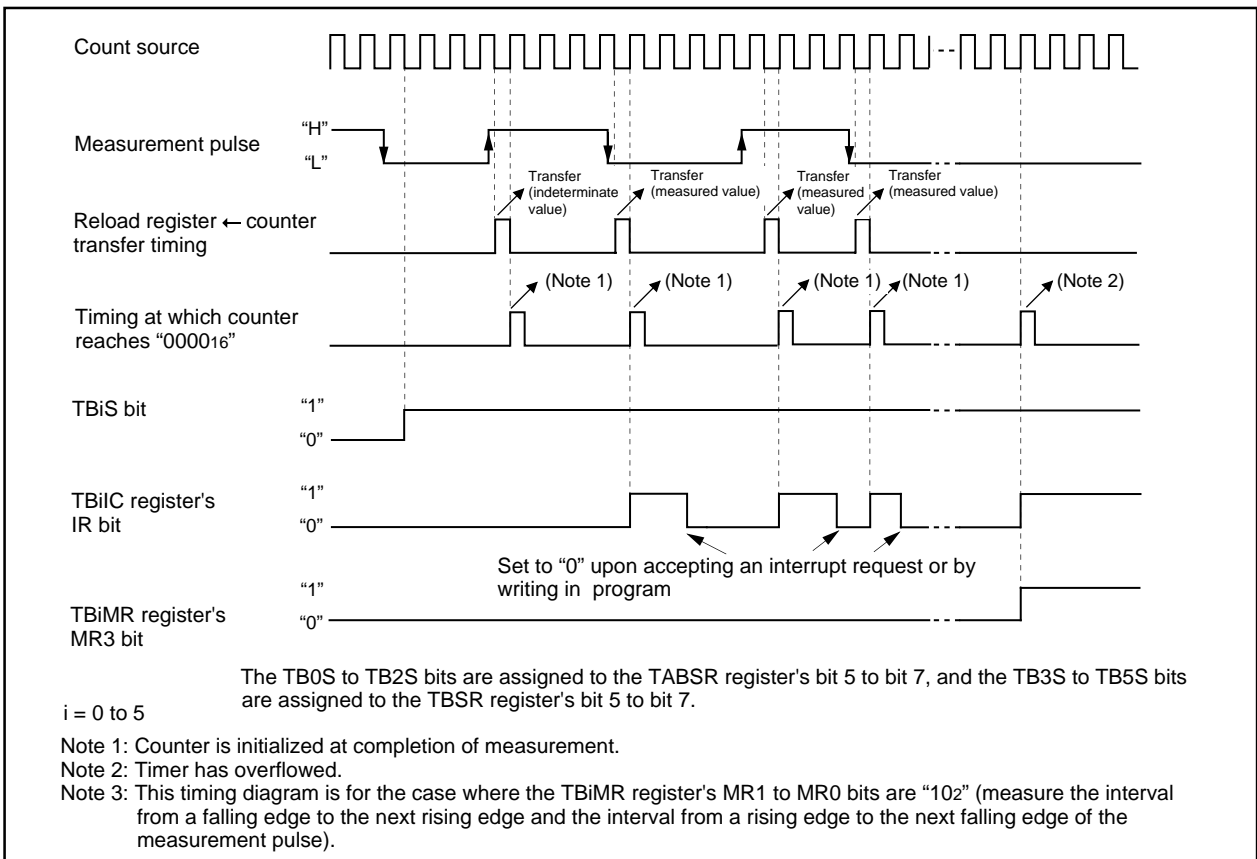 Count source
Measurement pulse
“H”
“L”
Transfer (indeterminate value)
Transfer (measured value)
Transfer (measured value)
Transfer (measured value)
Reload register ← counter
transfer timing
(Note 1)
(Note 1)
(Note 1)
(Note 1)
(Note 2)
Timing at which counter
reaches “000016”
TBiS bit
“1”
“0”
TBiIC register's
IR bit
“1”
“0”
Set to “0” upon accepting an interrupt request or by
writing in program
TBiMR register's
MR3 bit
“1”
“0”
The TB0S to TB2S bits are assigned to the TABSR register's bit 5 to bit 7, and the TB3S to TB5S bits
are assigned to the TBSR register's bit 5 to bit 7.
i = 0 to 5
Note 1: Counter is initialized at completion of measurement.
Note 2: Timer has overflowed.
Note 3: This timing diagram is for the case where the TBiMR register's MR1 to MR0 bits are “102” (measure the interval
from a falling edge to the next rising edge and the interval from a rising edge to the next falling edge of the
measurement pulse).